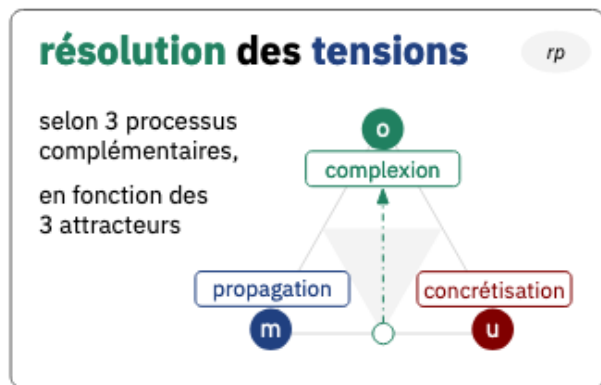 résolution des tensions
rp
selon 3 processus
complémentaires,
en fonction des
3 attracteurs
o
complexion
propagation
concrétisation
m
u